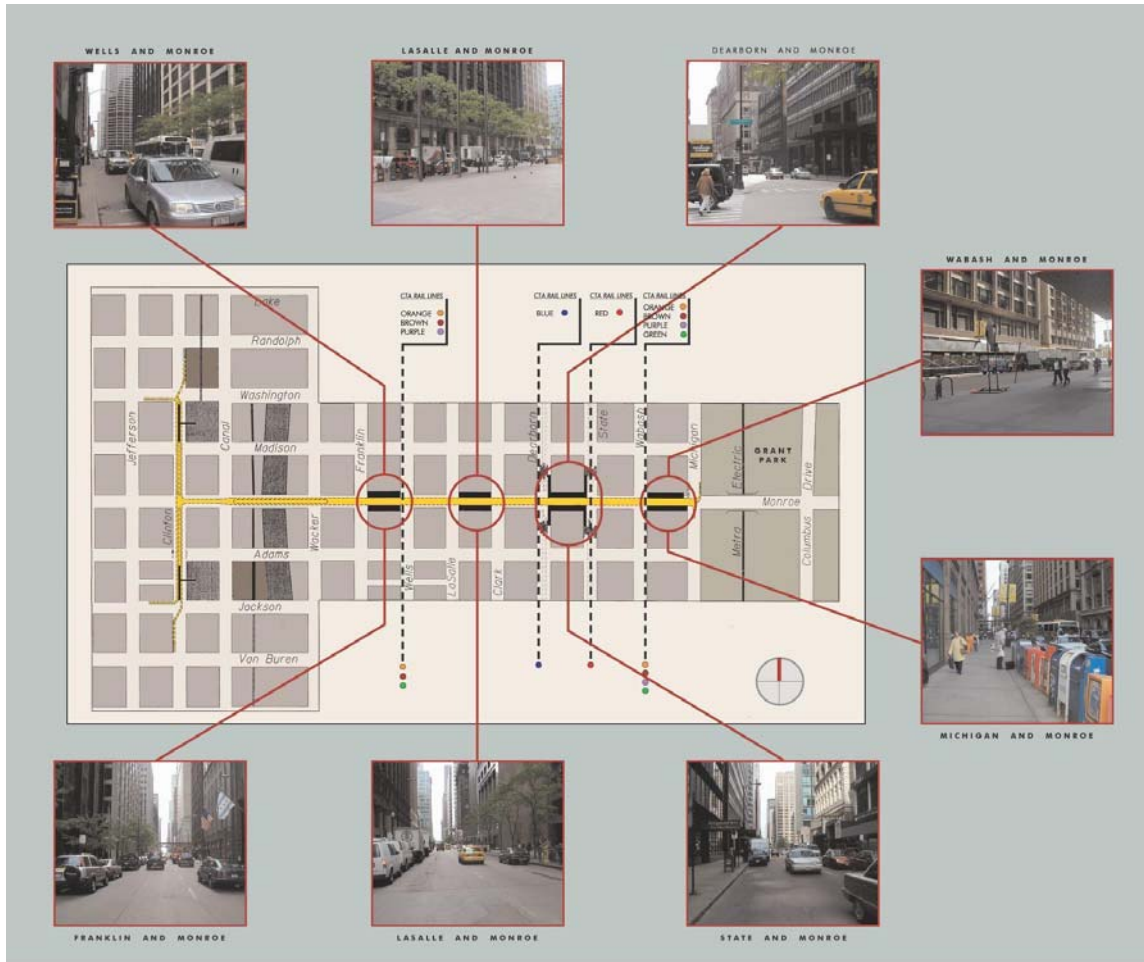 WELLS AND MONROE
LASALLE AND MONROE
DEARBORN AND MONROE
WABASH AND MONROE
CTA RAIL LINES
ORANGE
BROWN
PURPLE
CTA RAIL LINES
BLUE
CTA RAIL LINES
RED
CTA RAIL LINES
ORANGE
BROWN
PURPLE
GREEN
Lake
Randolph
Washington
Jefferson
Canal
Madison
Franklin
Dearborn
State
Wabash
Michigan
Electric
GRANT
PARK
Drive
Monroe
Clinton
Wacker
Adams
Metra
Columbus
Wells
LaSalle
Clark
Jackson
Van Buren
MICHIGAN AND MONROE
FRANKLIN AND MONROE
LASALLE AND MONROE
STATE AND MONROE